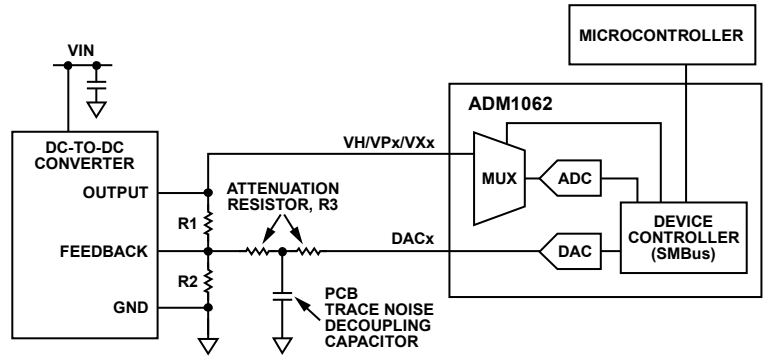 MICROCONTROLLER
VIN
ADM1062
DC-TO-DC
CONVERTER
VH/VPx/VXx
MUX
ADC
OUTPUT
ATTENUATION
RESISTOR, R3
R1
FEEDBACK
DACx
DAC
DEVICE
CONTROLLER
(SMBus)
R2
GND
PCB
TRACE NOISE
DECOUPLING
CAPACITOR